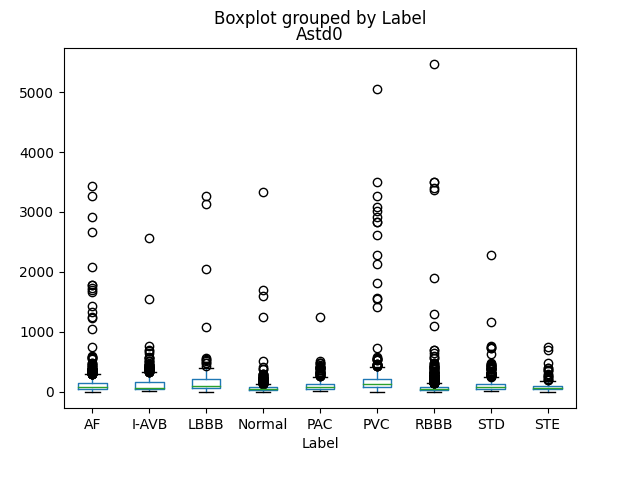 Boxplot grouped by Label
Astd0
5000
4000
3000
2000
1000
0
AF I-AVB LBBB Normal PAC PVC RBBB STD STE
Label